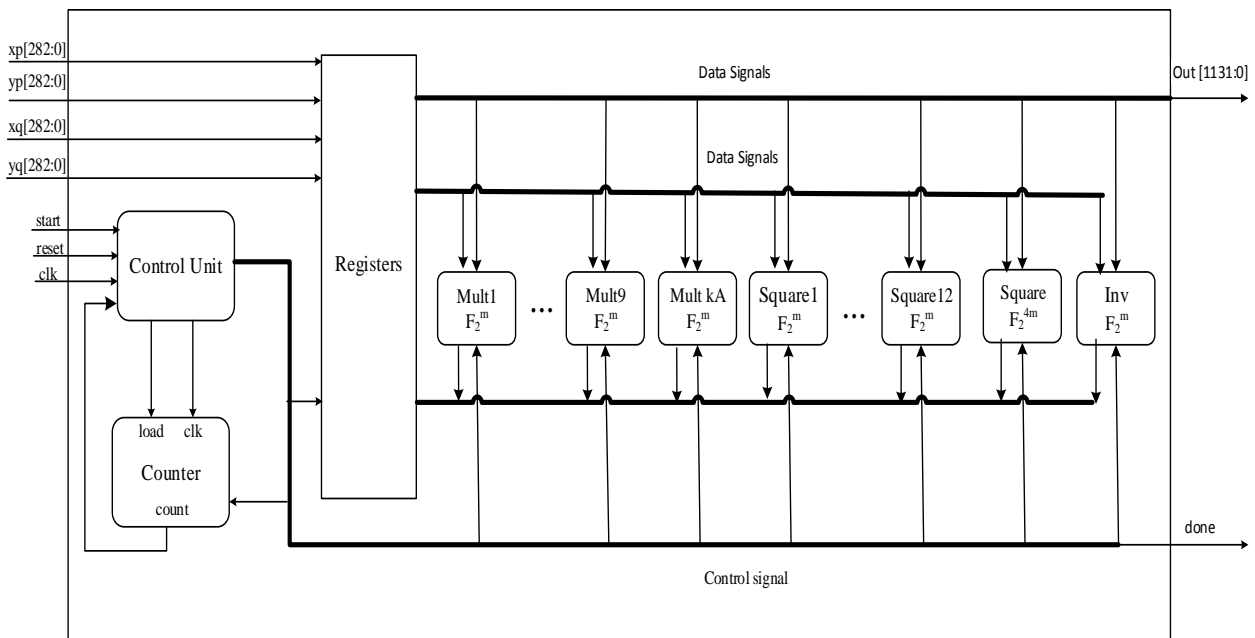 xp[282:0]
yp[282:0]
xq[282:0]
yq[282:0]
Data Signals
Out [1131:0]
Data Signals
start
reset
clk
Control Unit
Registers
Mult1
F₂ᵐ
...
Mult9
F₂ᵐ
Mult kA
F₂ᵐ
Square1
F₂ᵐ
...
Square12
F₂ᵐ
Square
F₂⁴ᵐ
Inv
F₂ᵐ
load clk
Counter
count
done
Control signal